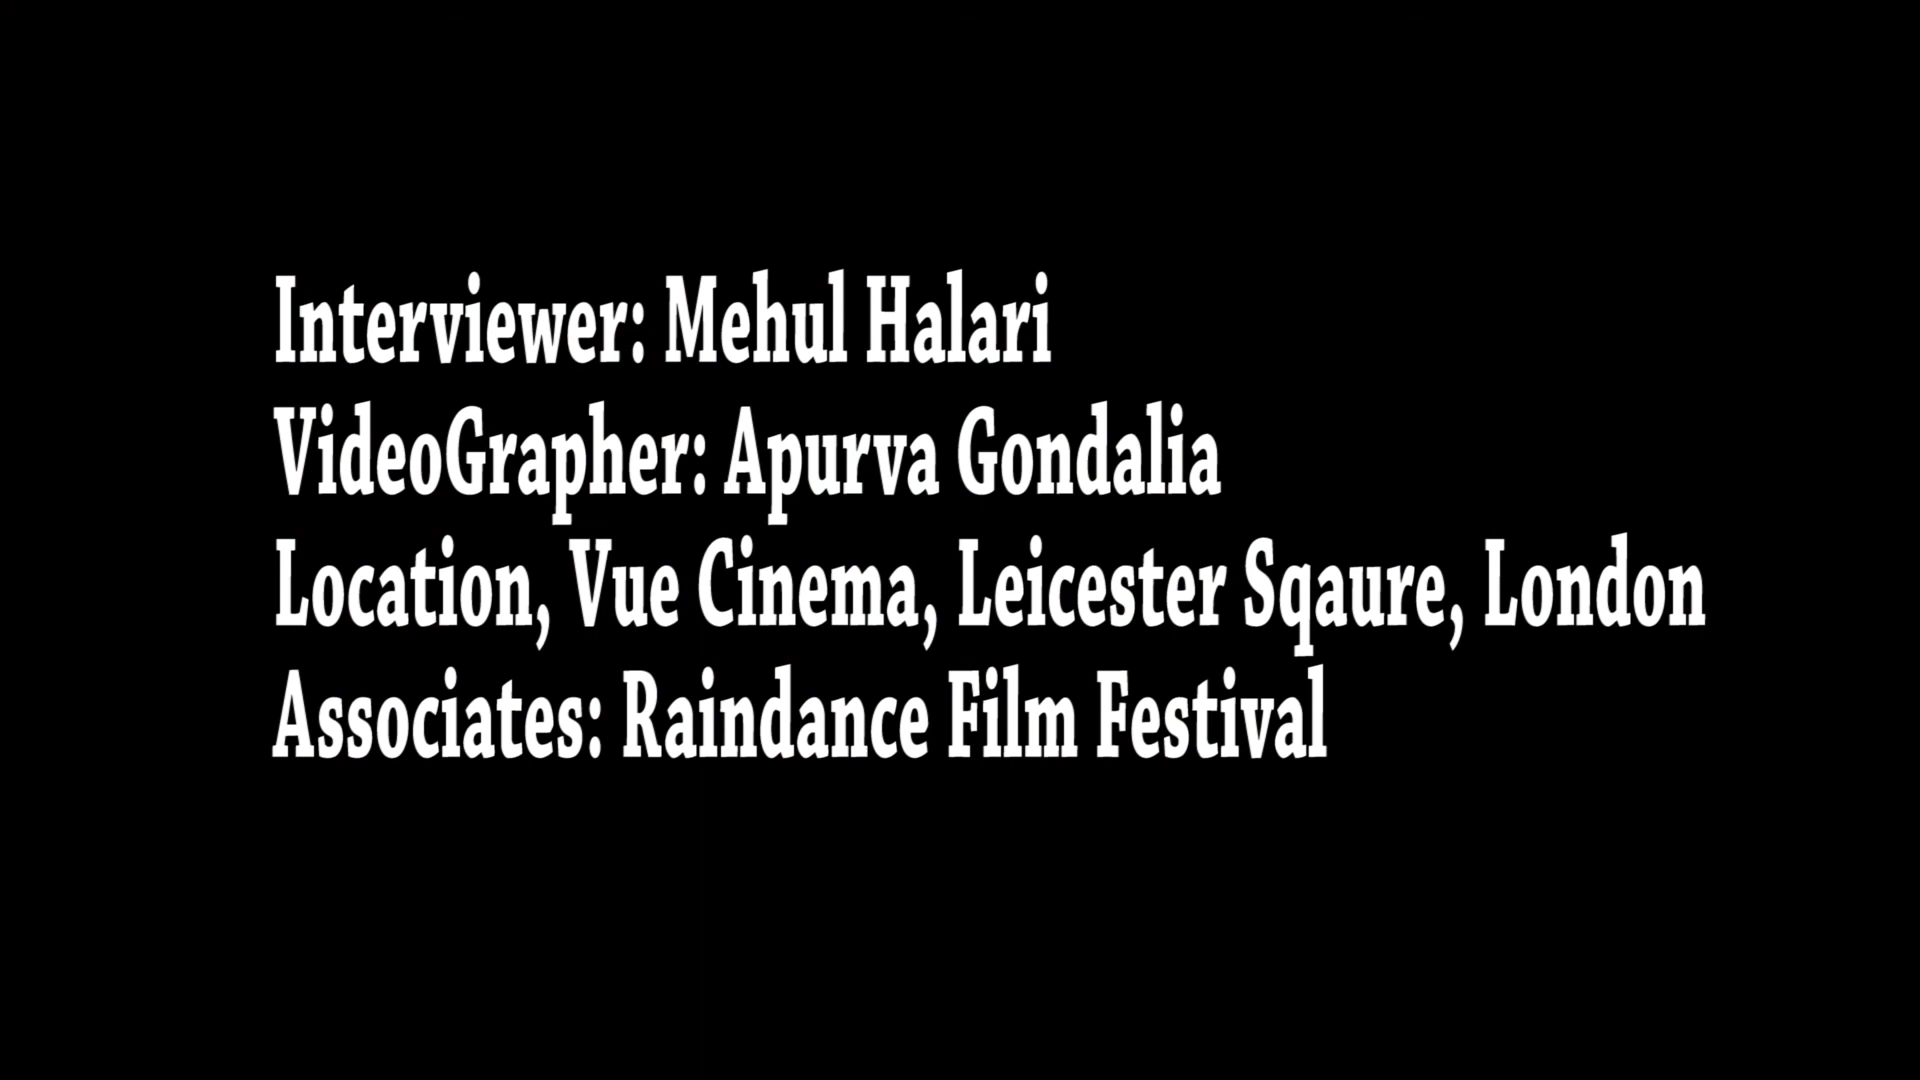 Interviewer: Mehul Halari
VideoGrapher: Apurva Gondalia
Location, Vue Cinema, Leicester Sqaure, London
Associates: Raindance Film Festival